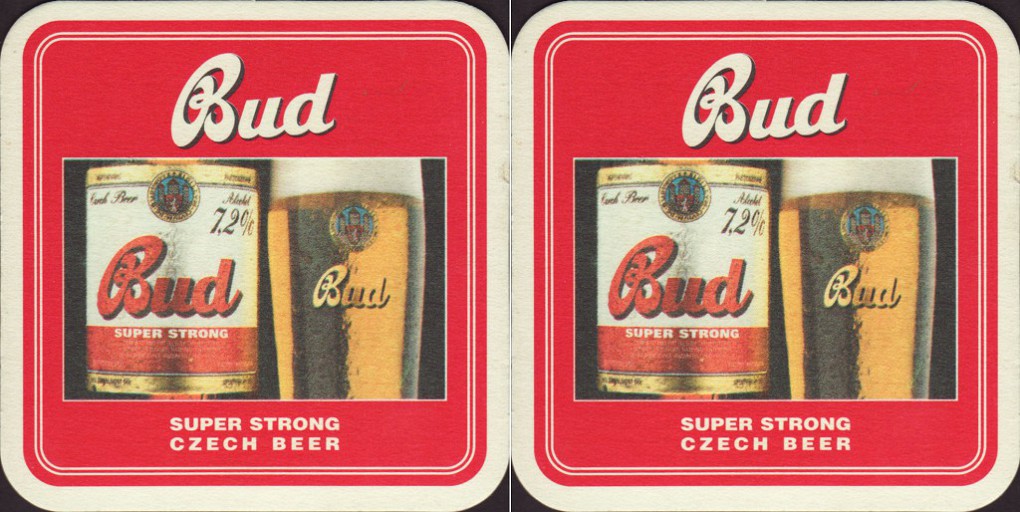 Bud
Czech Beer
Alcohol
7,2%
Bud
SUPER STRONG
Bud
SUPER STRONG
CZECH BEER
Bud
Czech Beer
Alcohol
7,2%
Bud
SUPER STRONG
Bud
SUPER STRONG
CZECH BEER